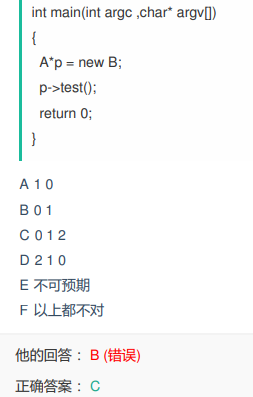 int main(int argc ,char* argv[])
{
A*p = new B;
p->test();
return 0;
}
A 1 0
B 0 1
C 0 1 2
D 2 1 0
E 不可预期
F 以上都不对
他的回答： B (错误)
正确答案： C